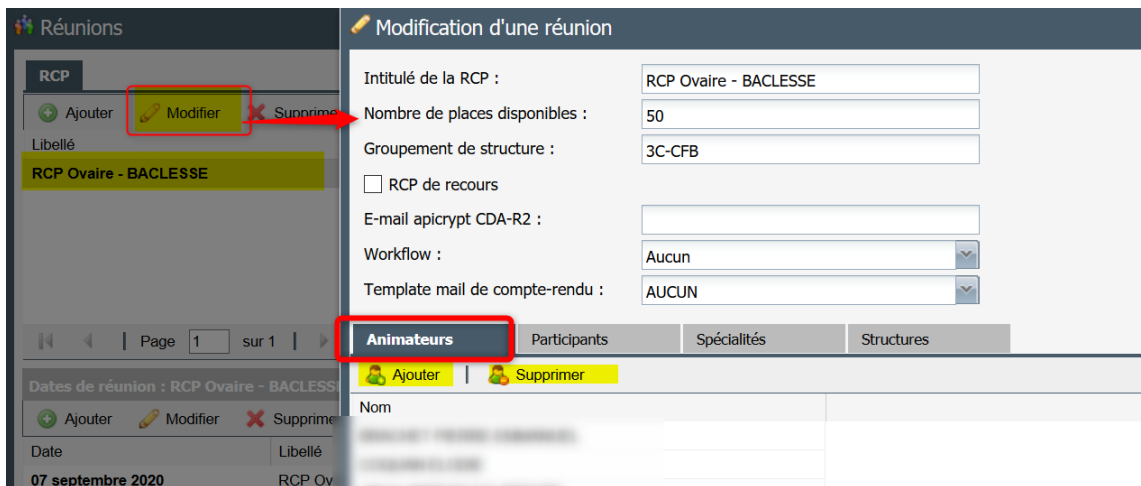 Réunions
RCP
Ajouter Modifier Supprime
Libellé
RCP Ovaire - BACLESSE
Page 1 sur 1
Dates de réunion : RCP Ovaire - BACLESS
Ajouter Modifier Supprime
Date Libellé
07 septembre 2020 RCP Ov
Modification d'une réunion
Intitulé de la RCP : RCP Ovaire - BACLESSE
Nombre de places disponibles : 50
Groupement de structure : 3C-CFB
RCP de recours
E-mail apicrypt CDA-R2 :
Workflow : Aucun
Template mail de compte-rendu : AUCUN
Animateurs Participants Spécialités Structures
Ajouter Supprimer
Nom